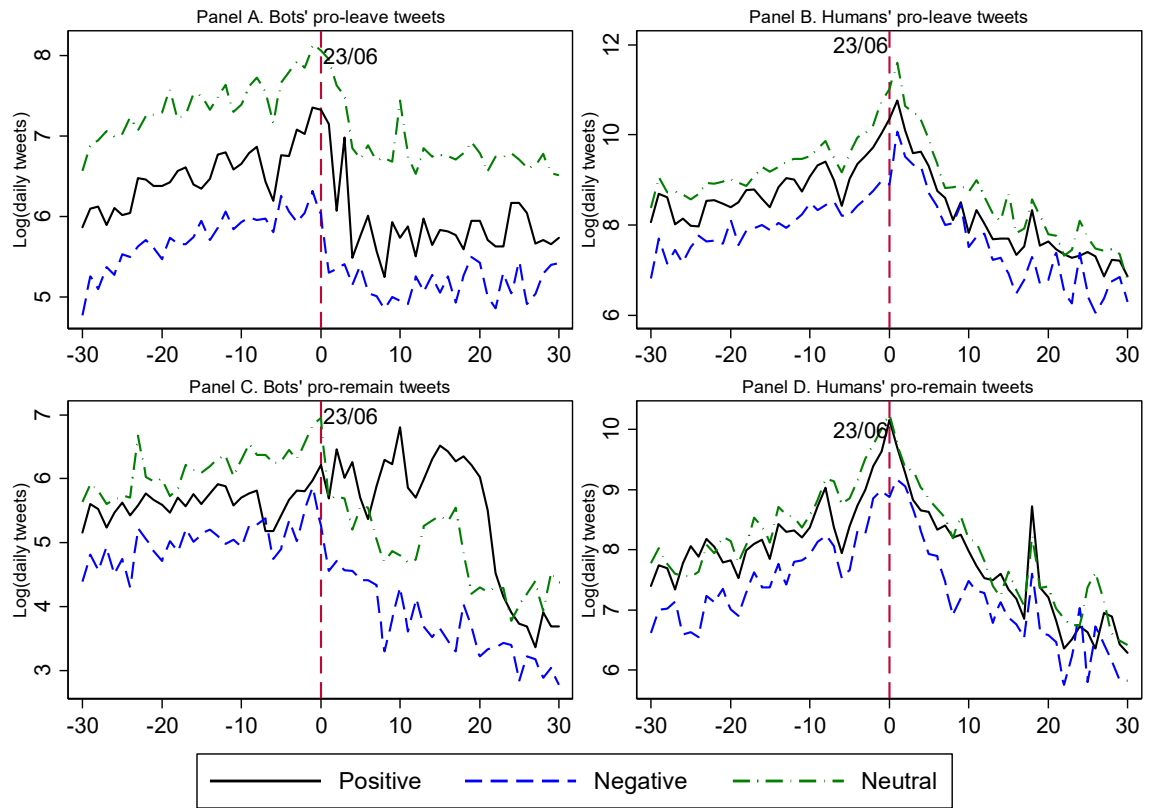 Panel A. Bots' pro-leave tweets
Log(daily tweets)
8
7
6
5
23/06
-30 -20 -10 0 10 20 30
Panel B. Humans' pro-leave tweets
Log(daily tweets)
12
10
8
6
23/06
-30 -20 -10 0 10 20 30
Panel C. Bots' pro-remain tweets
Log(daily tweets)
7
6
5
4
3
23/06
-30 -20 -10 0 10 20 30
Panel D. Humans' pro-remain tweets
Log(daily tweets)
10
9
8
7
6
23/06
-30 -20 -10 0 10 20 30
Positive Negative Neutral